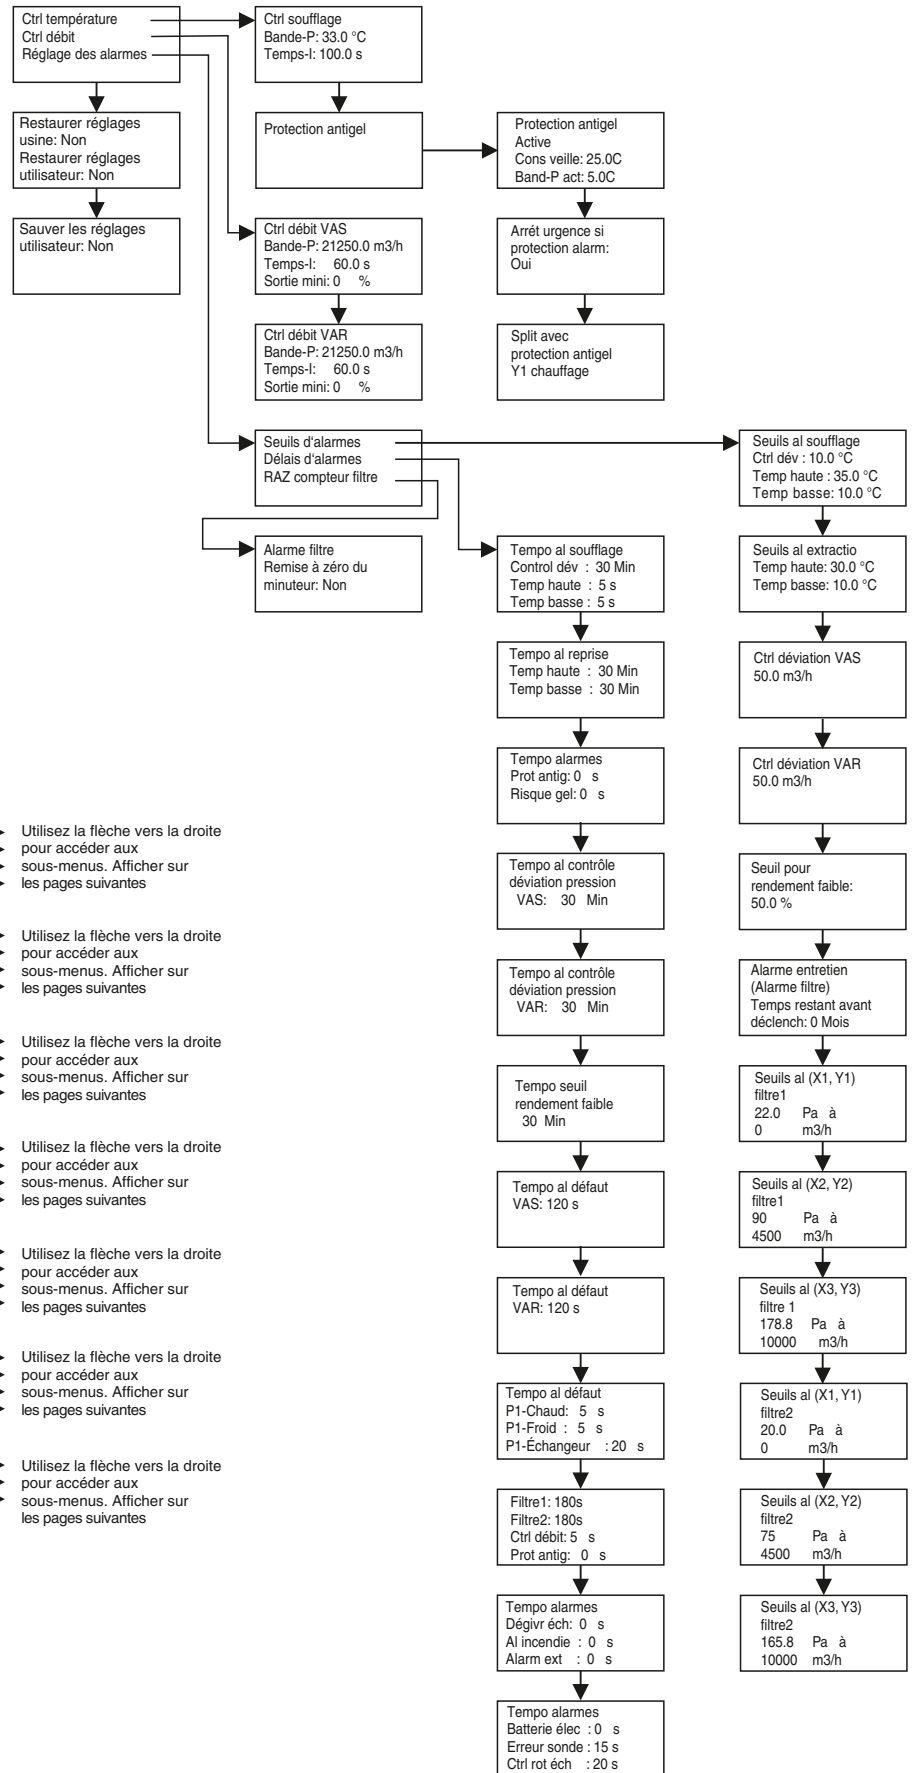 Ctrl température
Ctrl débit
Réglage des alarmes
Restaurer réglages
usine: Non
Restaurer réglages
utilisateur: Non
Sauver les réglages
utilisateur: Non
Ctrl soufflage
Bande-P: 33.0 °C
Temps-I: 100.0 s
Protection antigel
Protection antigel
Active
Cons veille: 25.0C
Band-P act: 5.0C
Arrét urgence si
protection alarm:
Oui
Split avec
protection antigel
Y1 chauffage
Ctrl débit VAS
Bande-P: 21250.0 m3/h
Temps-I: 60.0 s
Sortie mini: 0 %
Ctrl débit VAR
Bande-P: 21250.0 m3/h
Temps-I: 60.0 s
Sortie mini: 0 %
Seuils d'alarmes
Délais d'alarmes
RAZ compteur filtre
Alarme filtre
Remise à zéro du
minuteur: Non
Tempo al soufflage
Control dév : 30 Min
Temp haute : 5 s
Temp basse : 5 s
Tempo al reprise
Temp haute : 30 Min
Temp basse : 30 Min
Tempo alarmes
Prot antig: 0 s
Risque gel: 0 s
Tempo al contrôle
déviation pression
VAS: 30 Min
Tempo al contrôle
déviation pression
VAR: 30 Min
Tempo seuil
rendement faible
30 Min
Tempo al défaut
VAS: 120 s
Tempo al défaut
VAR: 120 s
Tempo al défaut
P1-Chaud: 5 s
P1-Froid : 5 s
P1-Échangeur : 20 s
Filtre1: 180s
Filtre2: 180s
Ctrl débit: 5 s
Prot antig: 0 s
Tempo alarmes
Dégivr éch: 0 s
Al incendie : 0 s
Alarm ext : 0 s
Tempo alarmes
Batterie élec : 0 s
Erreur sonde : 15 s
Ctrl rot éch : 20 s
Seuils al soufflage
Ctrl dév : 10.0 °C
Temp haute : 35.0 °C
Temp basse: 10.0 °C
Seuils al extractio
Temp haute: 30.0 °C
Temp basse: 10.0 °C
Ctrl déviation VAS
50.0 m3/h
Ctrl déviation VAR
50.0 m3/h
Seuil pour
rendement faible:
50.0 %
Alarme entretien
(Alarme filtre)
Temps restant avant
déclench: 0 Mois
Seuils al (X1, Y1)
filtre1
22.0 Pa à
0 m3/h
Seuils al (X2, Y2)
filtre1
90 Pa à
4500 m3/h
Seuils al (X3, Y3)
filtre 1
178.8 Pa à
10000 m3/h
Seuils al (X1, Y1)
filtre2
20.0 Pa à
0 m3/h
Seuils al (X2, Y2)
filtre2
75 Pa à
4500 m3/h
Seuils al (X3, Y3)
filtre2
165.8 Pa à
10000 m3/h
Utilisez la flèche vers la droite
pour accéder aux
sous-menus. Afficher sur
les pages suivantes
Utilisez la flèche vers la droite
pour accéder aux
sous-menus. Afficher sur
les pages suivantes
Utilisez la flèche vers la droite
pour accéder aux
sous-menus. Afficher sur
les pages suivantes
Utilisez la flèche vers la droite
pour accéder aux
sous-menus. Afficher sur
les pages suivantes
Utilisez la flèche vers la droite
pour accéder aux
sous-menus. Afficher sur
les pages suivantes
Utilisez la flèche vers la droite
pour accéder aux
sous-menus. Afficher sur
les pages suivantes
Utilisez la flèche vers la droite
pour accéder aux
sous-menus. Afficher sur
les pages suivantes